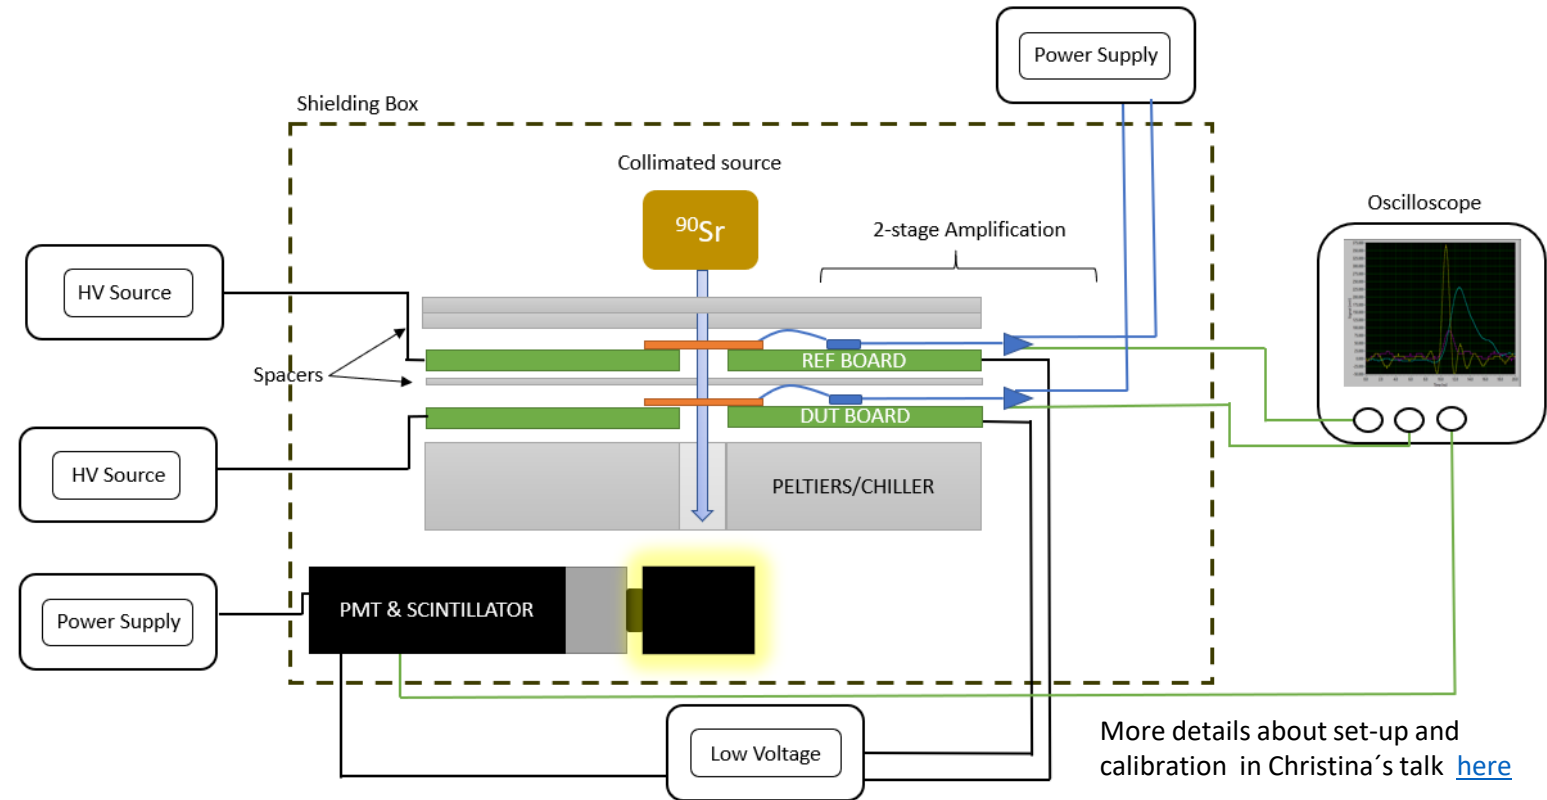 Power Supply
Shielding Box
Collimated source
⁹⁰Sr
Oscilloscope
2-stage Amplification
HV Source
REF BOARD
Spacers
DUT BOARD
HV Source
PELTIERS/CHILLER
PMT & SCINTILLATOR
Power Supply
Low Voltage
More details about set-up and
calibration in Christina´s talk here